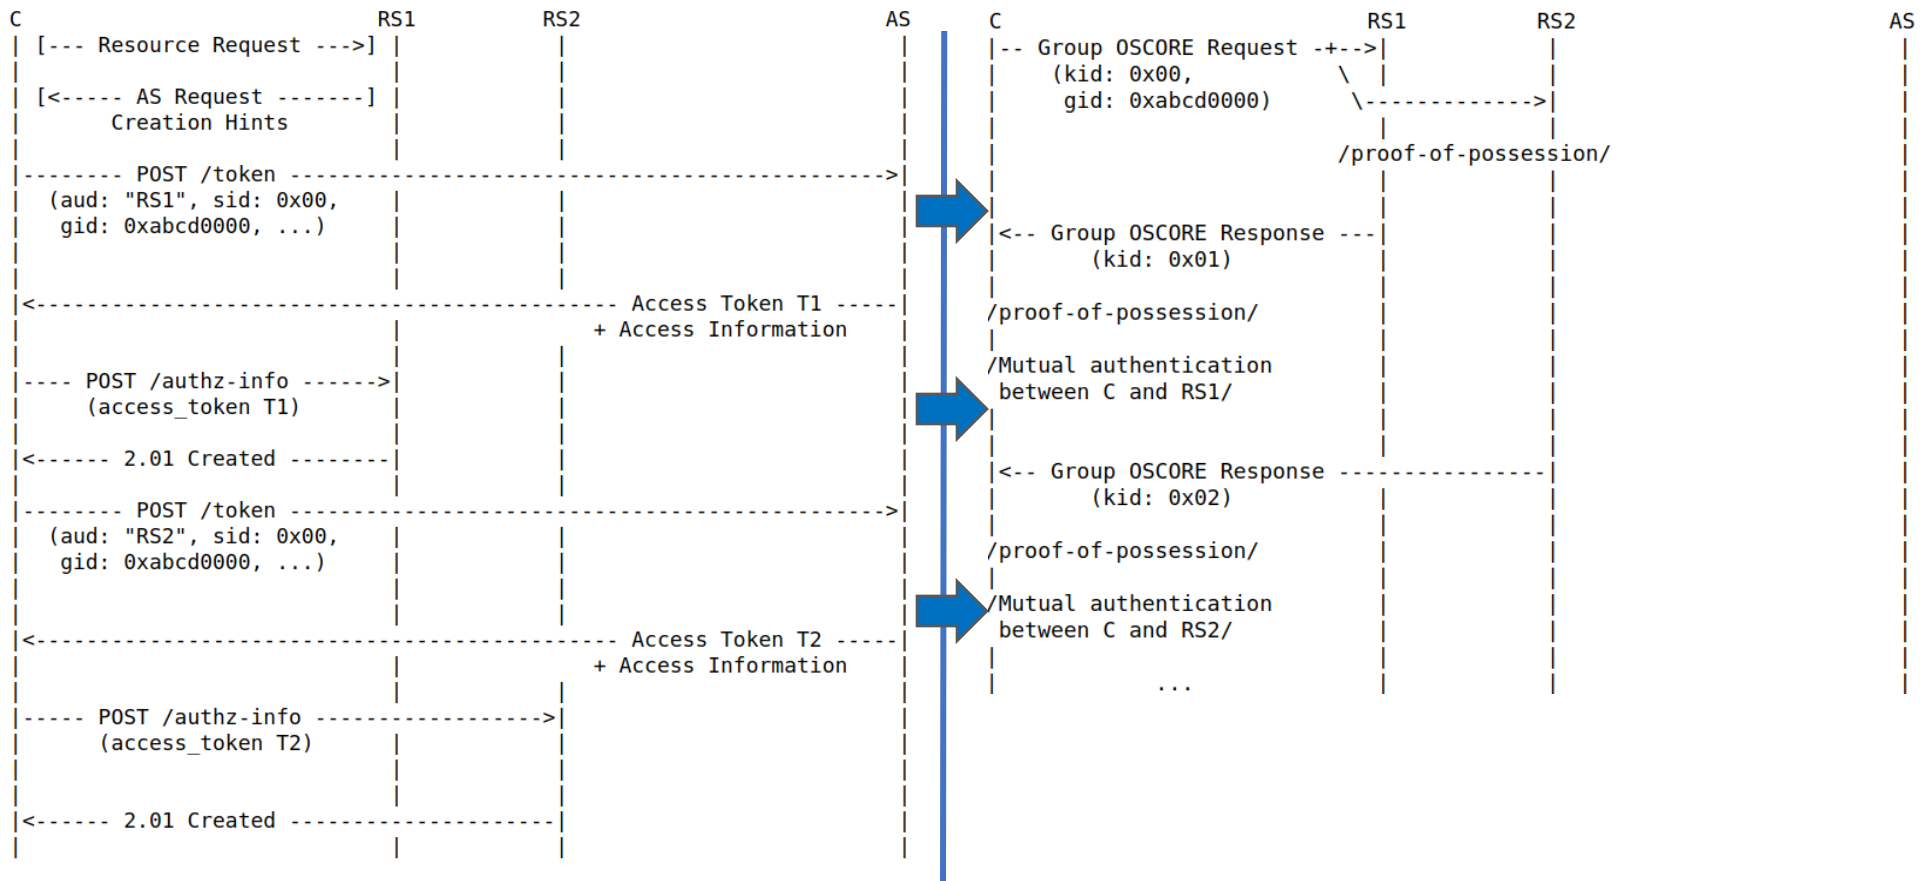 C RS1 RS2 AS
[--- Resource Request --->]
[<----- AS Request -------]
Creation Hints
|-------- POST /token ----------------------------------------------->|
(aud: "RS1", sid: 0x00,
gid: 0xabcd0000, ...)
|<---------------------------------------------- Access Token T1 -----|
+ Access Information
|---- POST /authz-info ------>|
(access_token T1)
|<------ 2.01 Created --------|
|-------- POST /token ----------------------------------------------->|
(aud: "RS2", sid: 0x00,
gid: 0xabcd0000, ...)
|<---------------------------------------------- Access Token T2 -----|
+ Access Information
|----- POST /authz-info ------------------>|
(access_token T2)
|<------ 2.01 Created ---------------------|
C RS1 RS2 AS
|-- Group OSCORE Request -+-->|
(kid: 0x00, \
gid: 0xabcd0000) \------------->|
/proof-of-possession/
|<-- Group OSCORE Response ---|
(kid: 0x01)
/proof-of-possession/
/Mutual authentication
between C and RS1/
|<-- Group OSCORE Response ----------------|
(kid: 0x02)
/proof-of-possession/
/Mutual authentication
between C and RS2/
...